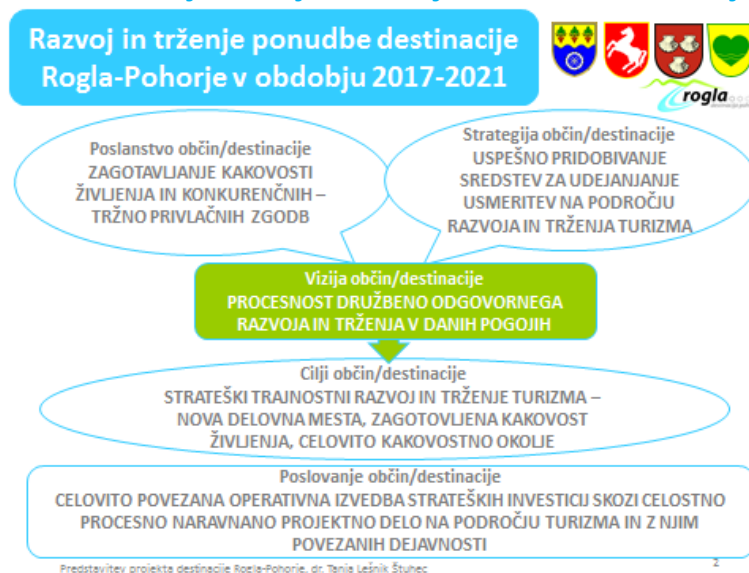 Razvoj in trženje ponudbe destinacije
Rogla-Pohorje v obdobju 2017-2021
rogla
Poslanstvo občin/destinacije
ZAGOTAVLJANJE KAKOVOSTI
ŽIVLJENJA IN KONKURENČNIH –
TRŽNO PRIVLAČNIH ZGODB
Strategija občin/destinacije
USPEŠNO PRIDOBIVANJE
SREDSTEV ZA UDEJANJANJE
USMERITEV NA PODROČJU
RAZVOJA IN TRŽENJA TURIZMA
Vizija občin/destinacije
PROCESNOST DRUŽBENO ODGOVORNEGA
RAZVOJA IN TRŽENJA V DANIH POGOJIH
Cilji občin/destinacije
STRATEŠKI TRAJNOSTNI RAZVOJ IN TRŽENJE TURIZMA –
NOVA DELOVNA MESTA, ZAGOTOVLJENA KAKOVOST
ŽIVLJENJA, CELOVITO KAKOVOSTNO OKOLJE
Poslovanje občin/destinacije
CELOVITO POVEZANA OPERATIVNA IZVEDBA STRATEŠKIH INVESTICIJ SKOZI CELOSTNO
PROCESNO NARAVNANO PROJEKTNO DELO NA PODROČJU TURIZMA IN Z NJIM
POVEZANIH DEJAVNOSTI
Predstavitev projekta destinacije Rogla-Pohorje, dr. Tanja Lešnik Štuhec
2